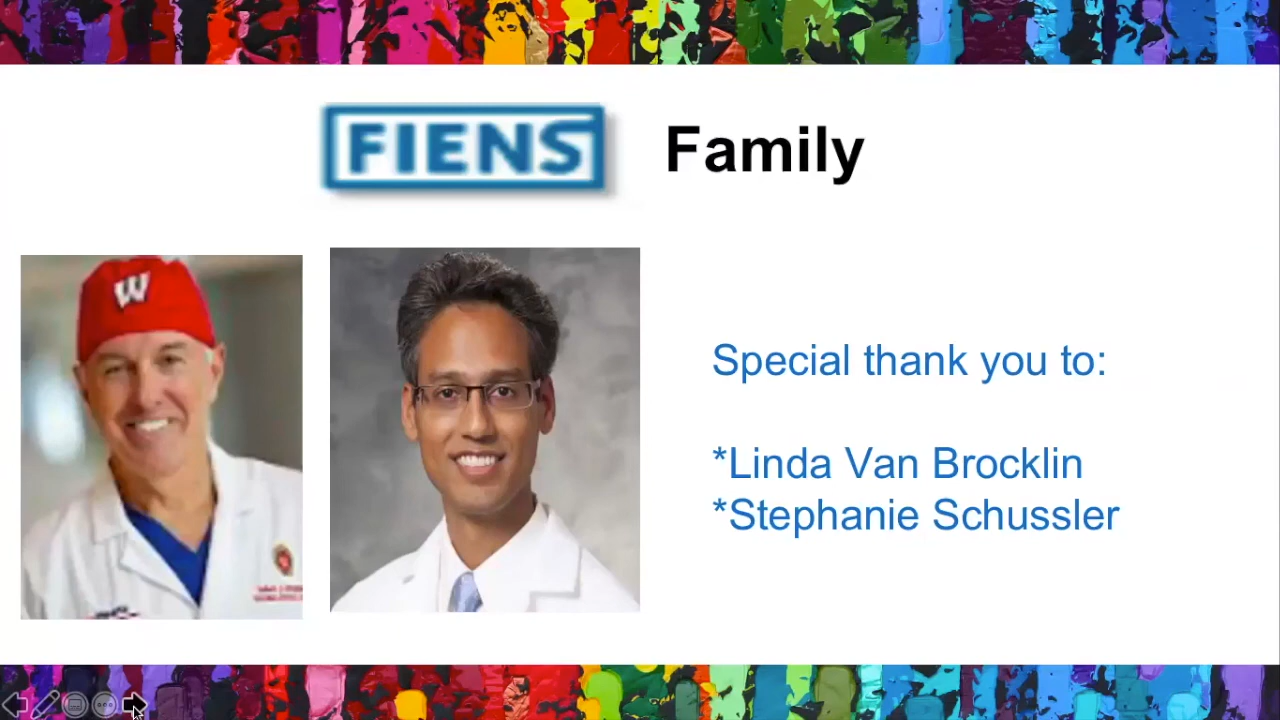 FIENS Family
W
Special thank you to:
*Linda Van Brocklin
*Stephanie Schussler